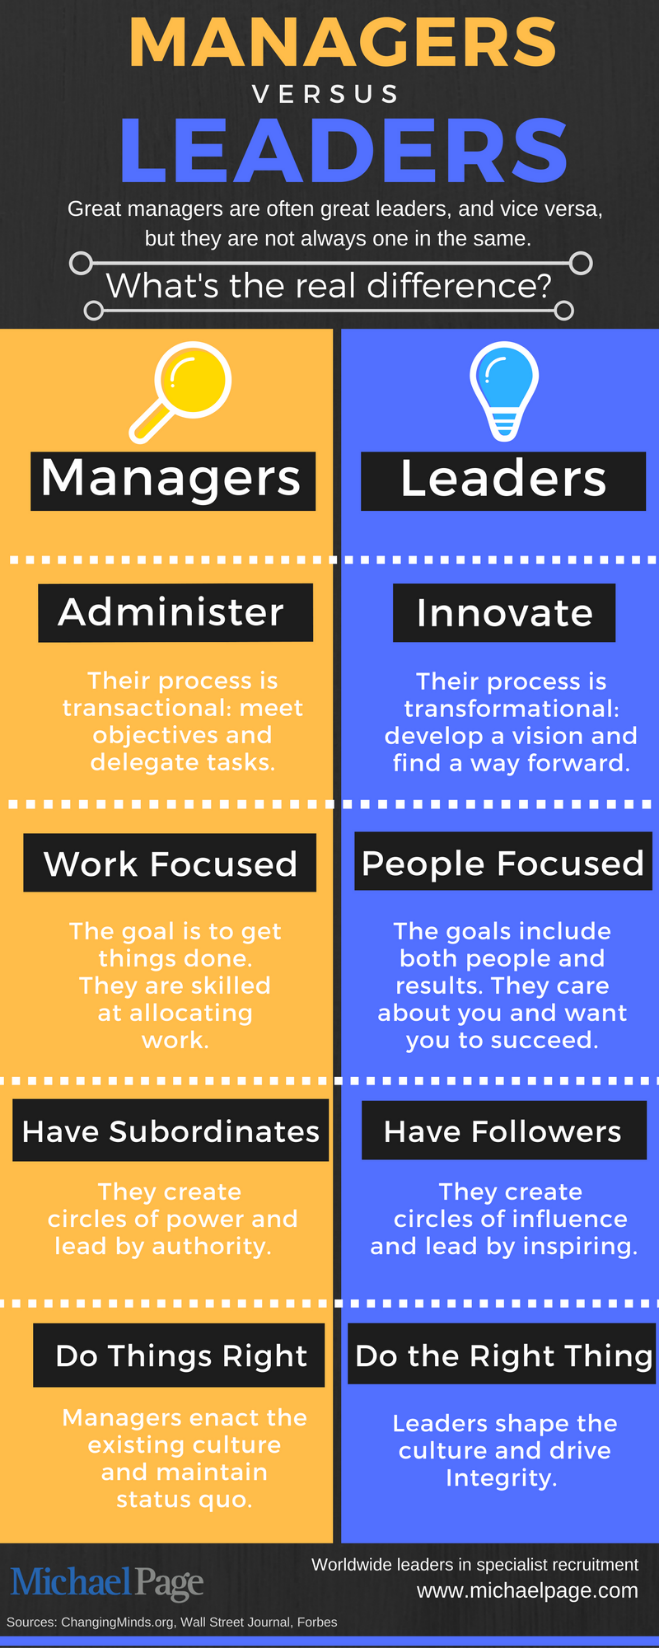 MANAGERS
VERSUS
LEADERS
Great managers are often great leaders, and vice versa,
but they are not always one in the same.
What's the real difference?
Managers
Leaders
Administer
Their process is
transactional: meet
objectives and
delegate tasks.
Innovate
Their process is
transformational:
develop a vision and
find a way forward.
Work Focused
The goal is to get
things done.
They are skilled
at allocating
work.
People Focused
The goals include
both people and
results. They care
about you and want
you to succeed.
Have Subordinates
They create
circles of power and
lead by authority.
Have Followers
They create
circles of influence
and lead by inspiring.
Do Things Right
Managers enact the
existing culture
and maintain
status quo.
Do the Right Thing
Leaders shape the
culture and drive
Integrity.
MichaelPage
Worldwide leaders in specialist recruitment
www.michaelpage.com
Sources: ChangingMinds.org, Wall Street Journal, Forbes